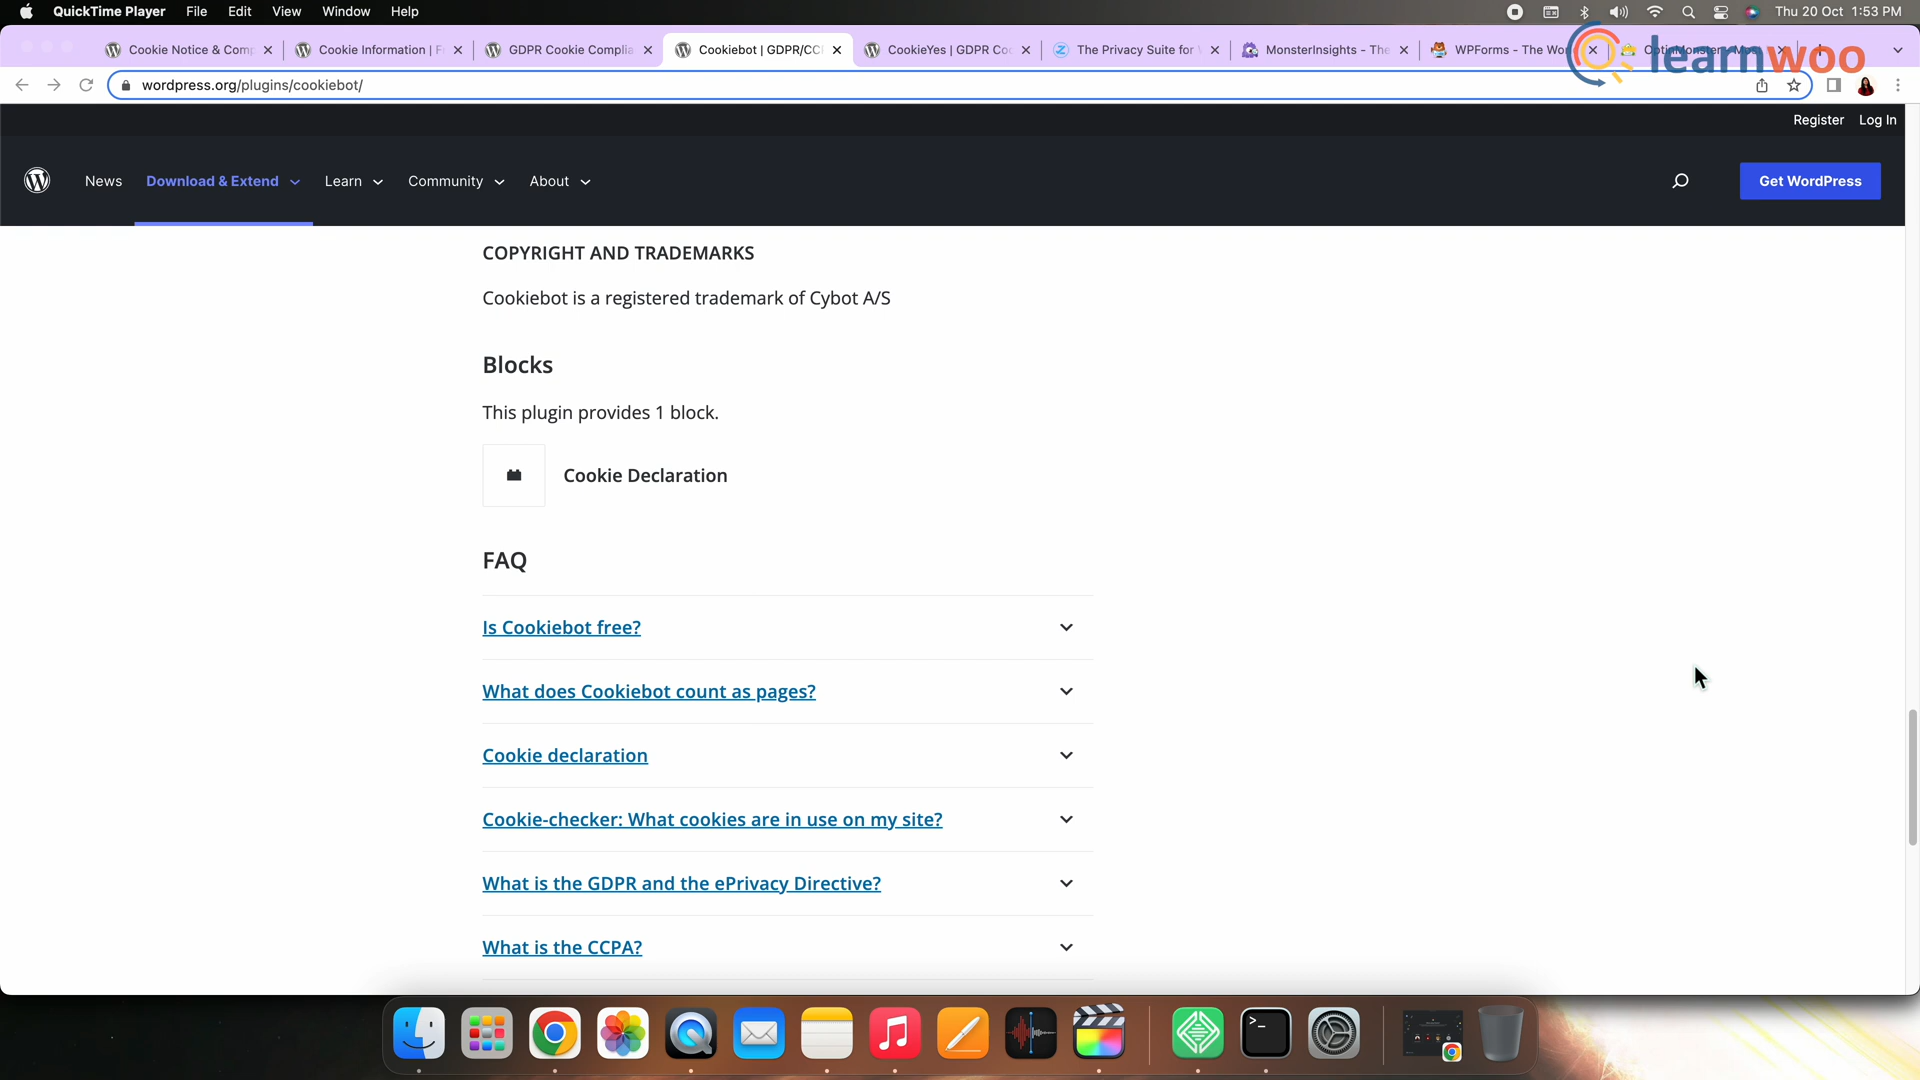 QuickTime Player File Edit View Window Help Thu 20 Oct 1:53 PM
Cookie Notice & Comp Cookie Information | F GDPR Cookie Complia Cookiebot | GDPR/CC CookieYes | GDPR Co The Privacy Suite for MonsterInsights - The WPForms - The Wor OptinMonster - Mos
learnwoo
wordpress.org/plugins/cookiebot/
Register Log In
News Download & Extend Learn Community About Get WordPress
COPYRIGHT AND TRADEMARKS
Cookiebot is a registered trademark of Cybot A/S
Blocks
This plugin provides 1 block.
Cookie Declaration
FAQ
Is Cookiebot free?
What does Cookiebot count as pages?
Cookie declaration
Cookie-checker: What cookies are in use on my site?
What is the GDPR and the ePrivacy Directive?
What is the CCPA?